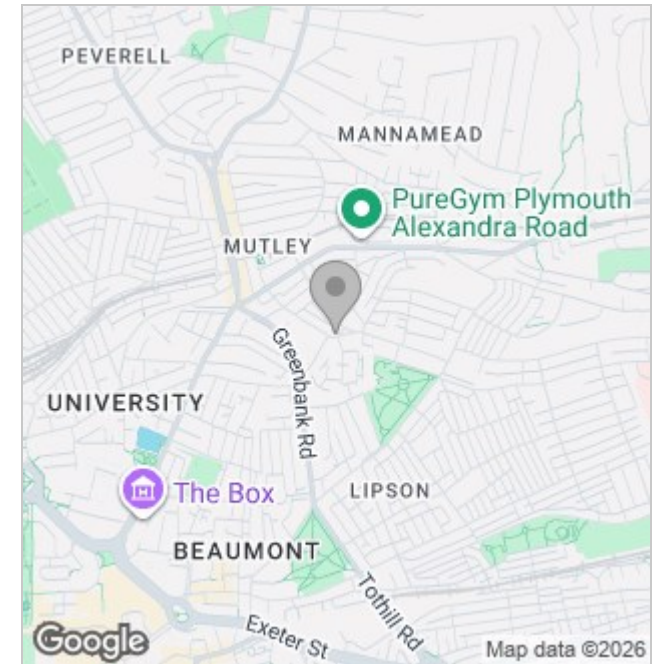 PEVERELL
MANNAMEAD
PureGym Plymouth
Alexandra Road
MUTLEY
Greenbank Rd
UNIVERSITY
The Box
LIPSON
BEAUMONT
Tothill Rd
Exeter St
Google
Map data ©2026